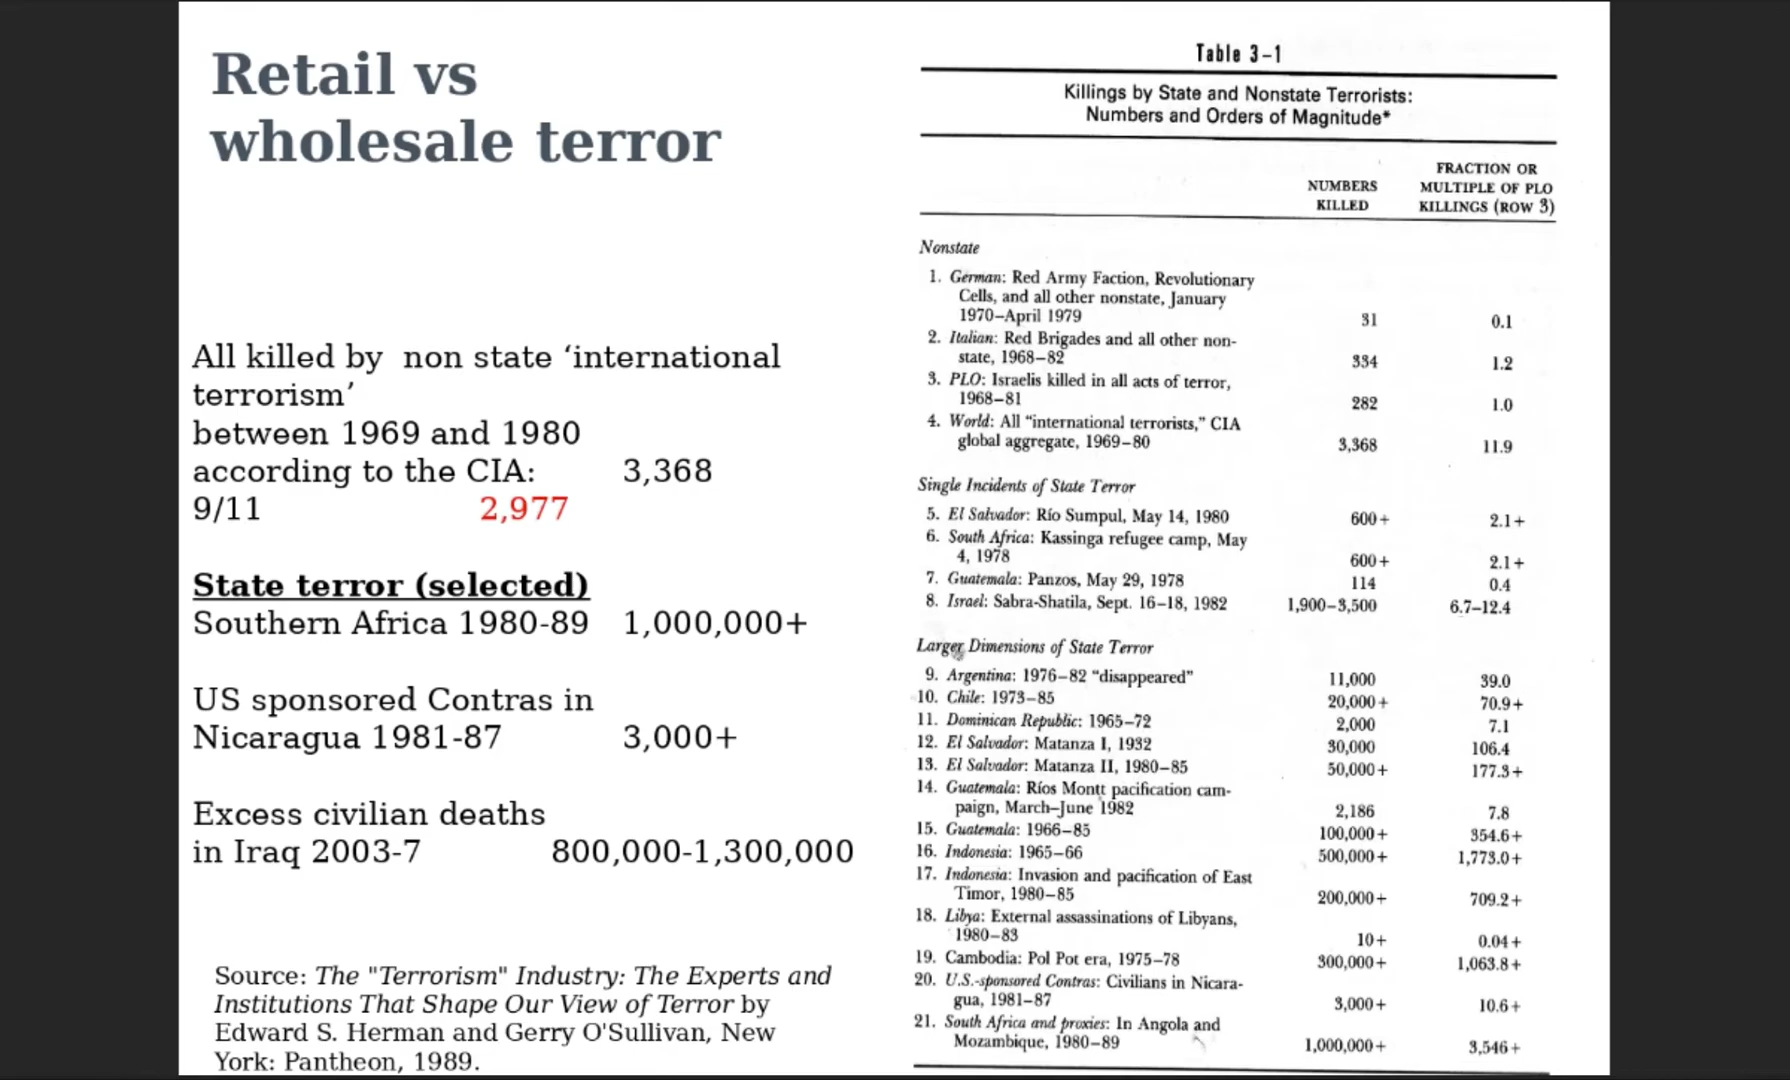 Retail vs
wholesale terror
All killed by non state ‘international
terrorism’
between 1969 and 1980
according to the CIA: 3,368
9/11 2,977
State terror (selected)
Southern Africa 1980-89 1,000,000+
US sponsored Contras in
Nicaragua 1981-87 3,000+
Excess civilian deaths
in Iraq 2003-7 800,000-1,300,000
Source: The "Terrorism" Industry: The Experts and
Institutions That Shape Our View of Terror by
Edward S. Herman and Gerry O'Sullivan, New
York: Pantheon, 1989.
Table 3-1
Killings by State and Nonstate Terrorists:
Numbers and Orders of Magnitude*
FRACTION OR
NUMBERS MULTIPLE OF PLO
KILLED KILLINGS (ROW 3)
Nonstate
1. German: Red Army Faction, Revolutionary
Cells, and all other nonstate, January
1970–April 1979 31 0.1
2. Italian: Red Brigades and all other non-
state, 1968–82 334 1.2
3. PLO: Israelis killed in all acts of terror,
1968–81 282 1.0
4. World: All “international terrorists,” CIA
global aggregate, 1969–80 3,368 11.9
Single Incidents of State Terror
5. El Salvador: Río Sumpul, May 14, 1980 600+ 2.1+
6. South Africa: Kassinga refugee camp, May
4, 1978 600+ 2.1+
7. Guatemala: Panzos, May 29, 1978 114 0.4
8. Israel: Sabra-Shatila, Sept. 16–18, 1982 1,900–3,500 6.7–12.4
Larger Dimensions of State Terror
9. Argentina: 1976–82 “disappeared” 11,000 39.0
10. Chile: 1973–85 20,000+ 70.9+
11. Dominican Republic: 1965–72 2,000 7.1
12. El Salvador: Matanza I, 1932 30,000 106.4
13. El Salvador: Matanza II, 1980–85 50,000+ 177.3+
14. Guatemala: Ríos Montt pacification cam-
paign, March–June 1982 2,186 7.8
15. Guatemala: 1966–85 100,000+ 354.6+
16. Indonesia: 1965–66 500,000+ 1,773.0+
17. Indonesia: Invasion and pacification of East
Timor, 1980–85 200,000+ 709.2+
18. Libya: External assassinations of Libyans,
1980–83 10+ 0.04+
19. Cambodia: Pol Pot era, 1975–78 300,000+ 1,063.8+
20. U.S.-sponsored Contras: Civilians in Nicara-
gua, 1981–87 3,000+ 10.6+
21. South Africa and proxies: In Angola and
Mozambique, 1980–89 1,000,000+ 3,546+